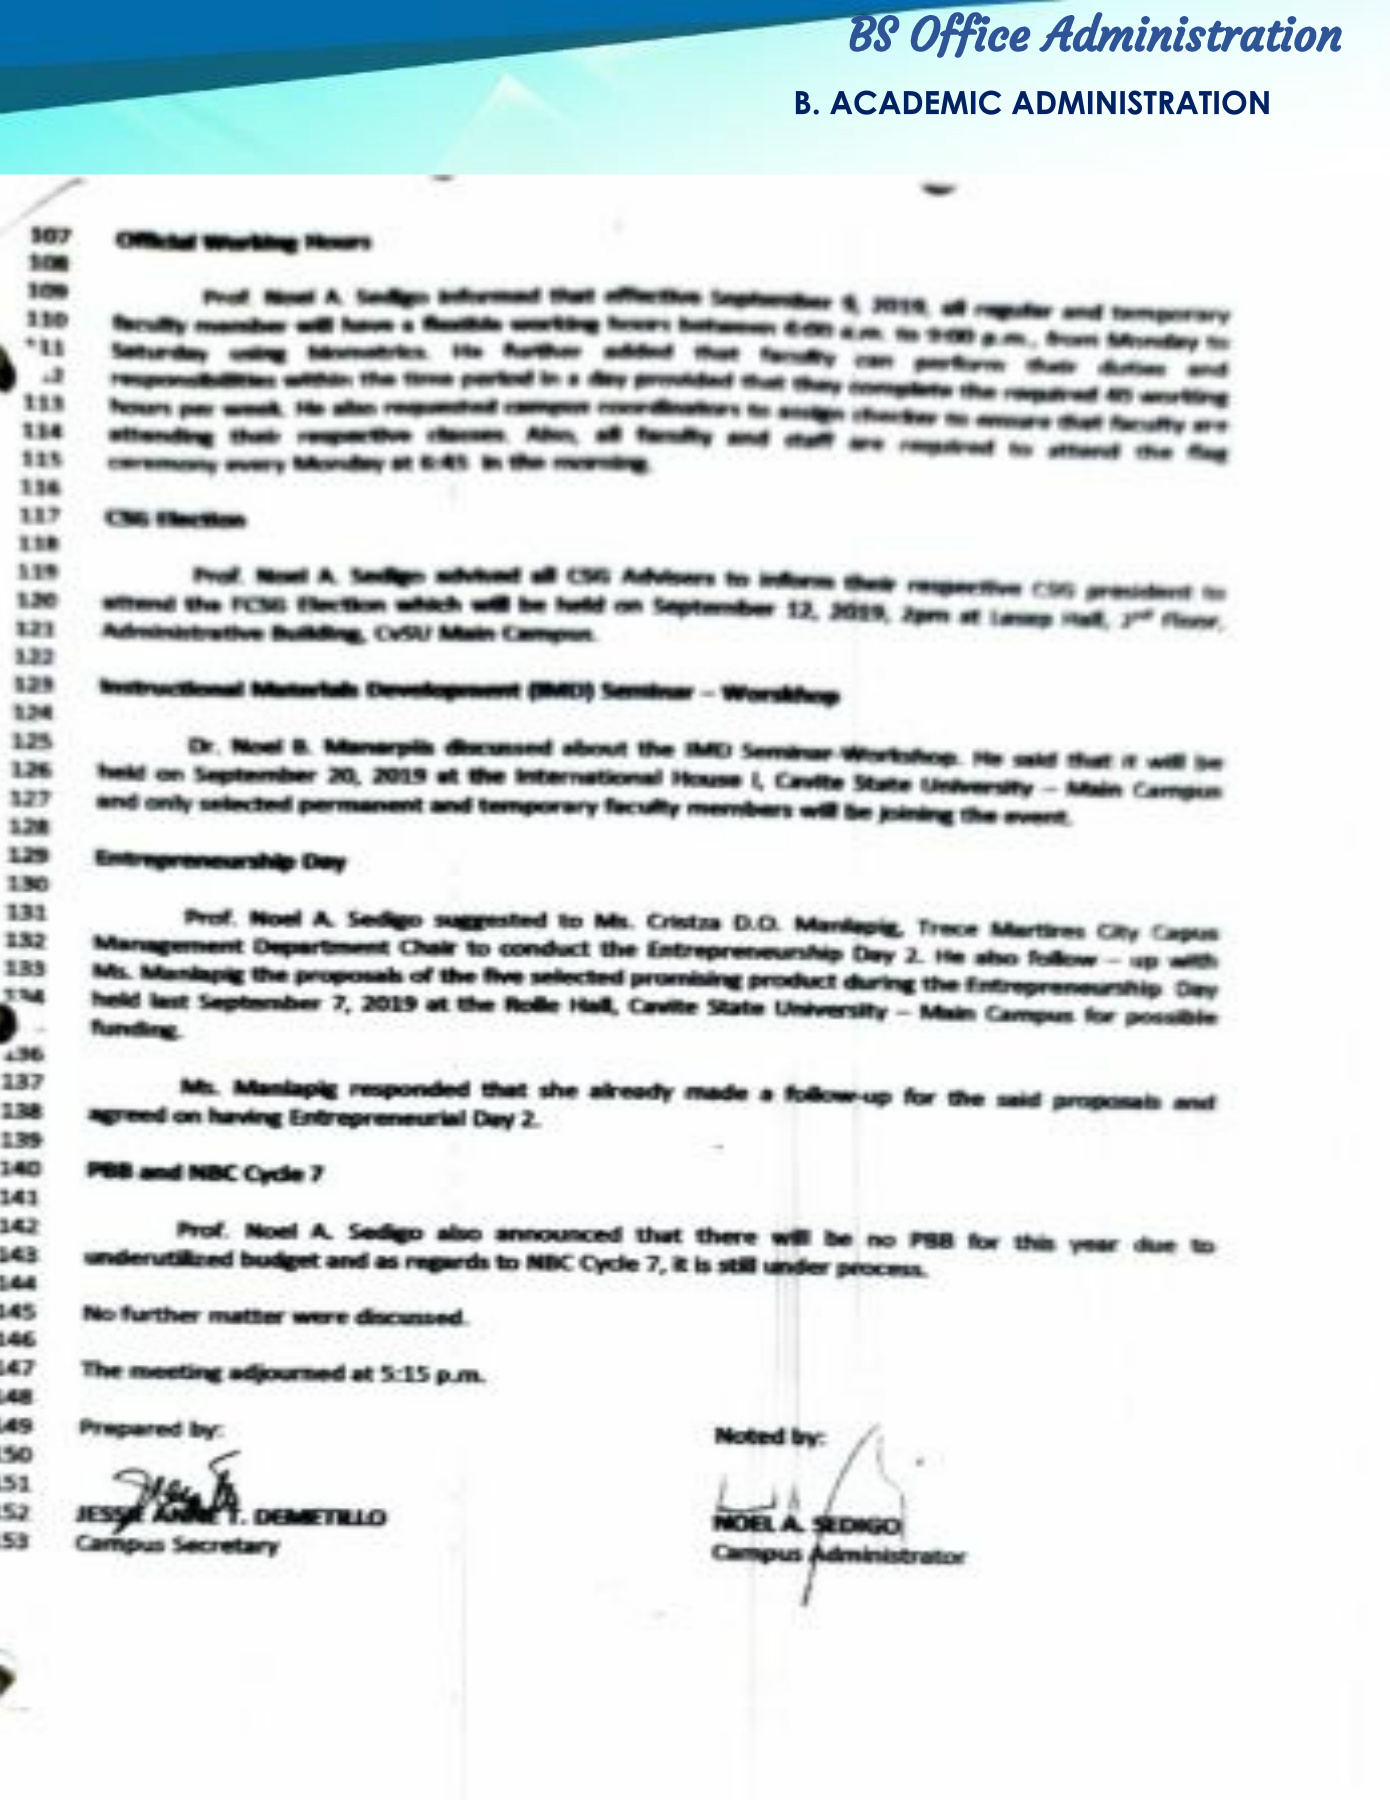 BS Office Administration
B. ACADEMIC ADMINISTRATION
107 Official Working Hours
108
109 Prof. Noel A. Sedigo informed that effective September 9, 2019, all regular and temporary
110 faculty member will have a flexible working hours between 6:00 a.m. to 9:00 p.m., from Monday to
11 Saturday using biometrics. He further added that faculty can perform their duties and
.2 responsibilities within the time period in a day provided that they complete the required 40 working
113 hours per week. He also requested campus coordinators to assign checker to ensure that faculty are
114 attending their respective classes. Also, all faculty and staff are required to attend the flag
115 ceremony every Monday at 6:45 in the morning.
116
117 CSG Election
118
119 Prof. Noel A. Sedigo advised all CSG Advisers to inform their respective CSG president to
120 attend the FCSG Election which will be held on September 12, 2019, 2pm at Hall, 2nd Floor,
121 Administrative Building, CvSU Main Campus.
122
123 Instructional Materials Development (IMD) Seminar – Worskhop
124
125 Dr. Noel B. Manarpiis discussed about the IMD Seminar-Workshop. He said that it will be
126 held on September 20, 2019 at the International House I, Cavite State University – Main Campus
127 and only selected permanent and temporary faculty members will be joining the event.
128
129 Entrepreneurship Day
130
131 Prof. Noel A. Sedigo suggested to Ms. Cristza D.O. Manlapig, Trece Martires City Capus
132 Management Department Chair to conduct the Entrepreneurship Day 2. He also follow – up with
133 Ms. Manlapig the proposals of the five selected promising product during the Entrepreneurship Day
134 held last September 7, 2019 at the Rolle Hall, Cavite State University – Main Campus for possible
funding.
136
137 Ms. Manlapig responded that she already made a follow-up for the said proposals and
138 agreed on having Entrepreneurial Day 2.
139
140 PBB and NBC Cycle 7
141
142 Prof. Noel A. Sedigo also announced that there will be no PBB for this year due to
143 underutilized budget and as regards to NBC Cycle 7, it is still under process.
144
145 No further matter were discussed.
146
147 The meeting adjourned at 5:15 p.m.
148
149 Prepared by: Noted by:
150
151
152 JESSIE ANNE T. DEMETILLO NOEL A. SEDIGO
153 Campus Secretary Campus Administrator